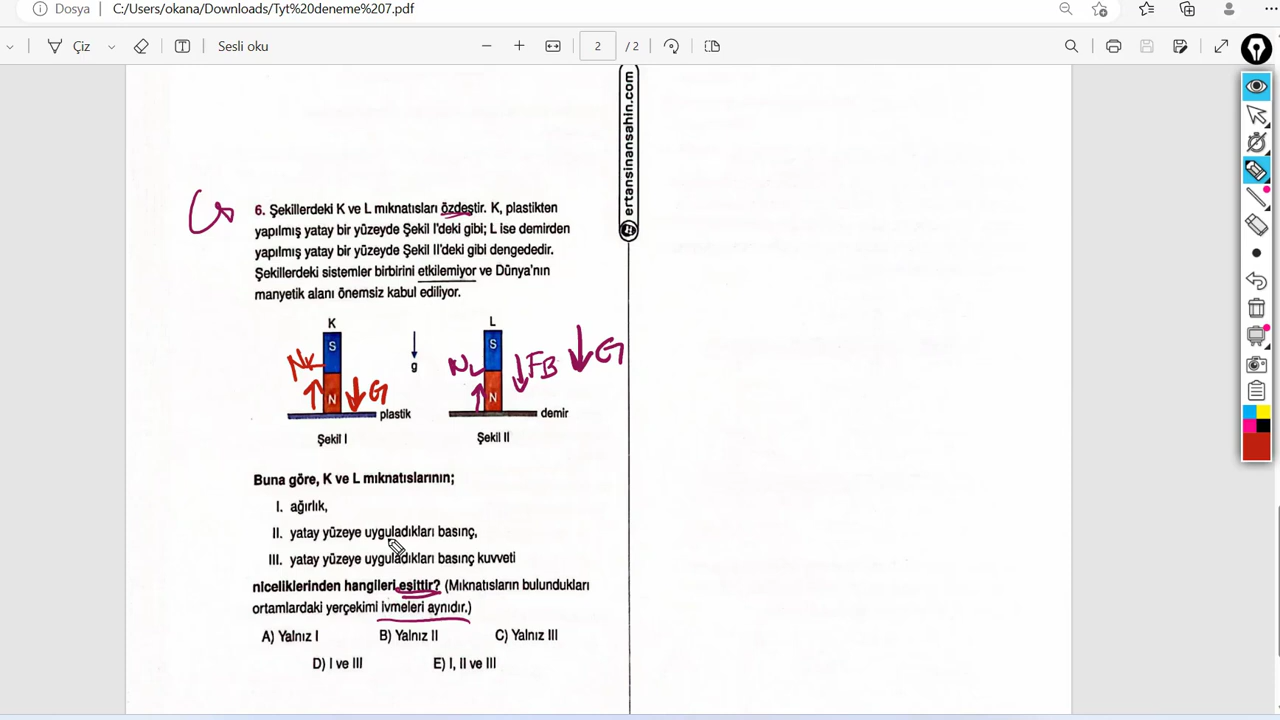 Dosya
C:/Users/okana/Downloads/Tyt%20deneme%207.pdf
Çiz
Sesli oku
2
/ 2
ertansinansahin.com
6. Şekillerdeki K ve L mıknatısları özdeştir. K, plastikten
yapılmış yatay bir yüzeyde Şekil I'deki gibi; L ise demirden
yapılmış yatay bir yüzeyde Şekil II'deki gibi dengededir.
Şekillerdeki sistemler birbirini etkilemiyor ve Dünya'nın
manyetik alanı önemsiz kabul ediliyor.
K
L
S
S
NK
G
g
NL
FB
G
N
N
plastik
demir
Şekil I
Şekil II
Buna göre, K ve L mıknatıslarının;
I. ağırlık,
II. yatay yüzeye uyguladıkları basınç,
III. yatay yüzeye uyguladıkları basınç kuvveti
niceliklerinden hangileri eşittir? (Mıknatısların bulundukları
ortamlardaki yerçekimi ivmeleri aynıdır.)
A) Yalnız I
B) Yalnız II
C) Yalnız III
D) I ve III
E) I, II ve III